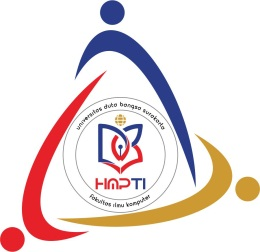 universitas duta bangsa surakarta
HMPTI
fakultas ilmu komputer